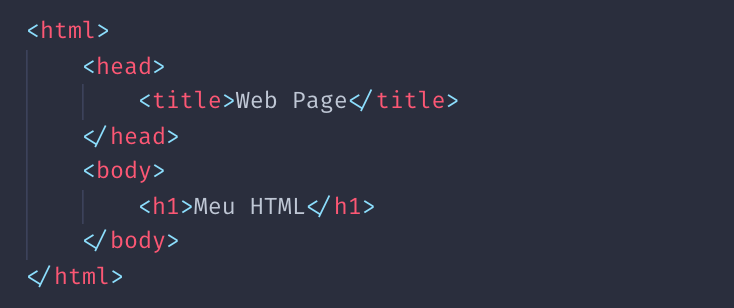 <html>
<head>
<title>Web Page</title>
</head>
<body>
<h1>Meu HTML</h1>
</body>
</html>